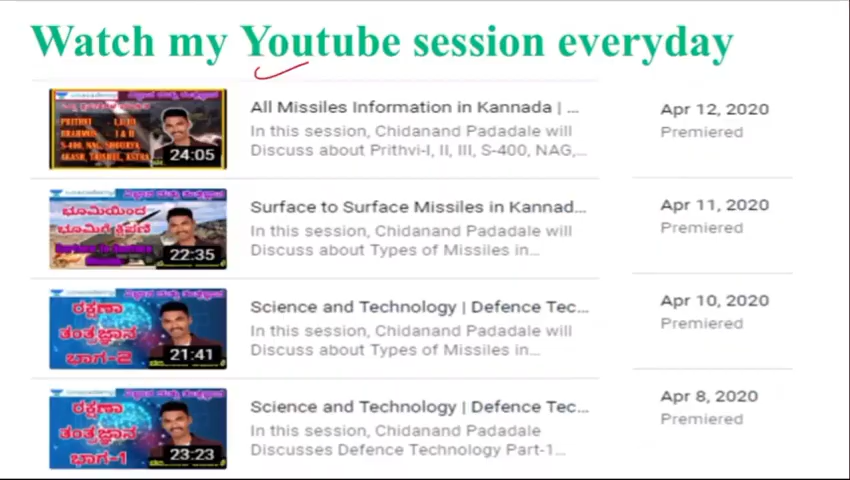 Watch my Youtube session everyday
PRITHVI
24:05
All Missiles Information in Kannada | ...
In this session, Chidanand Padadale will
Discuss about Prithvi-I, II, III, S-400, NAG,...
Apr 12, 2020
Premiered
ಭೂಮಿಯಿಂದ
ಭೂಮಿಗೆ ಕ್ಷಿಪಣಿ
22:35
Surface to Surface Missiles in Kannad...
In this session, Chidanand Padadale will
Discuss about Types of Missiles in...
Apr 11, 2020
Premiered
ರಕ್ಷಣಾ
ತಂತ್ರಜ್ಞಾನ
ಭಾಗ-2
21:41
Science and Technology | Defence Tec...
In this session, Chidanand Padadale will
Discuss about Types of Missiles in...
Apr 10, 2020
Premiered
ರಕ್ಷಣಾ
ತಂತ್ರಜ್ಞಾನ
ಭಾಗ-1
23:23
Science and Technology | Defence Tec...
In this session, Chidanand Padadale
Discusses Defence Technology Part-1...
Apr 8, 2020
Premiered